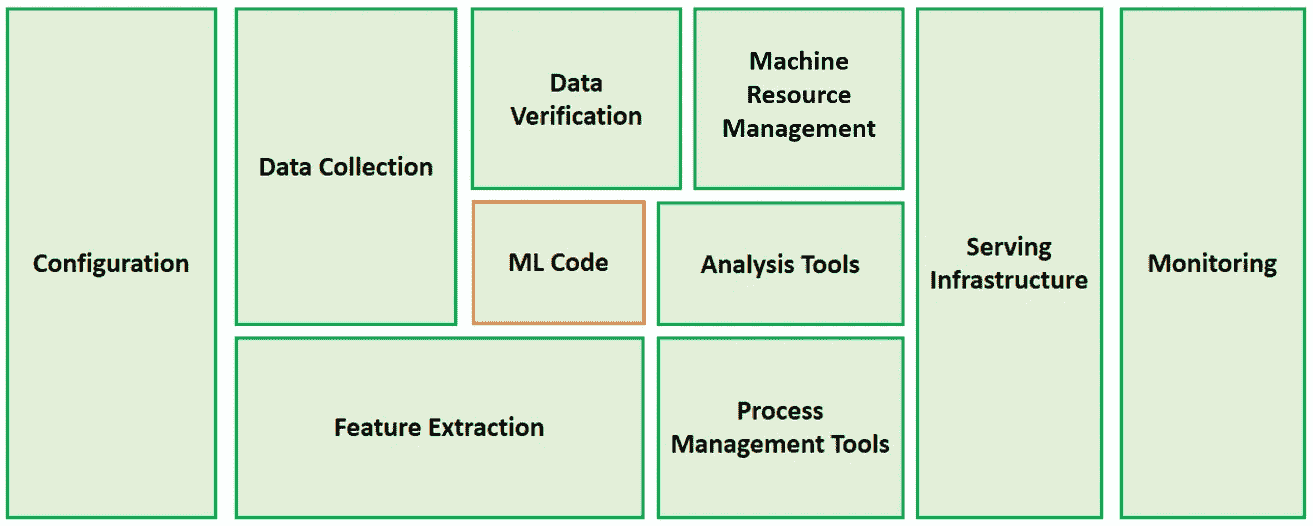 Configuration
Data Collection
Data
Verification
Machine
Resource
Management
ML Code
Analysis Tools
Feature Extraction
Process
Management Tools
Serving
Infrastructure
Monitoring